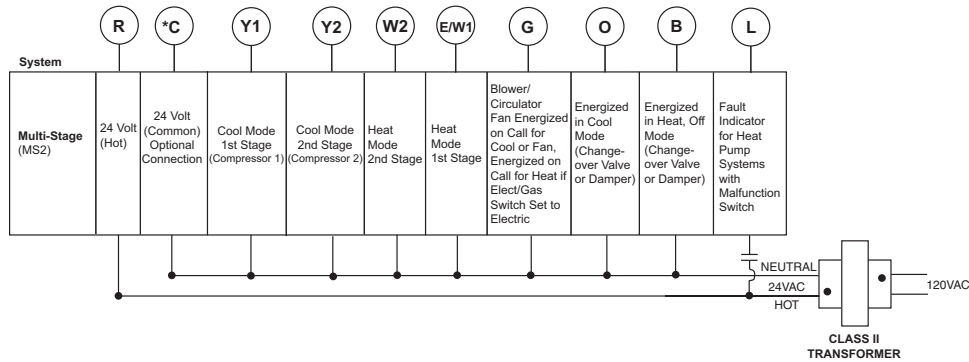 R
*C
Y1
Y2
W2
E/W1
G
O
B
L
System
Multi-Stage
(MS2)
24 Volt
(Hot)
24 Volt
(Common)
Optional
Connection
Cool Mode
1st Stage
(Compressor 1)
Cool Mode
2nd Stage
(Compressor 2)
Heat
Mode
2nd Stage
Heat
Mode
1st Stage
Blower/
Circulator
Fan Energized
on Call for
Cool or Fan,
Energized on
Call for Heat if
Elect/Gas
Switch Set to
Electric
Energized
in Cool
Mode
(Change-
over Valve
or Damper)
Energized
in Heat, Off
Mode
(Change-
over Valve
or Damper)
Fault
Indicator
for Heat
Pump
Systems
with
Malfunction
Switch
NEUTRAL
24VAC
HOT
120VAC
CLASS II
TRANSFORMER